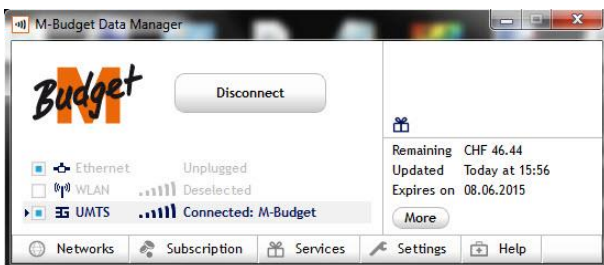 M-Budget Data Manager
M
Budget
Disconnect
Ethernet Unplugged
WLAN Deselected
3G UMTS Connected: M-Budget
Remaining CHF 46.44
Updated Today at 15:56
Expires on 08.06.2015
More
Networks Subscription Services Settings Help